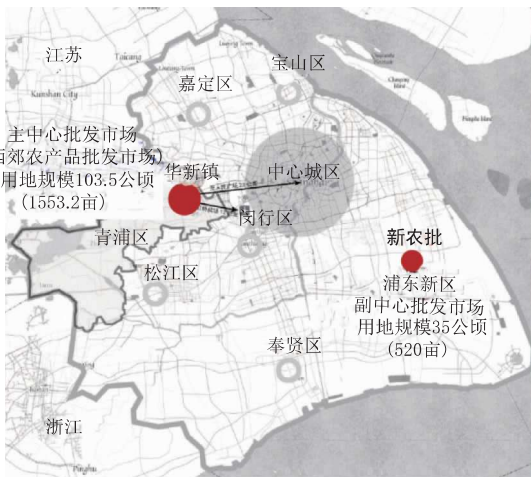 江苏
Taicang
Kunshan City
嘉定区
宝山区
主中心批发市场
西郊农产品批发市场)
用地规模103.5公顷
(1553.2亩)
华新镇
中心城区
闵行区
青浦区
松江区
新农批
浦东新区
副中心批发市场
用地规模35公顷
(520亩)
奉贤区
浙江
Pinghu